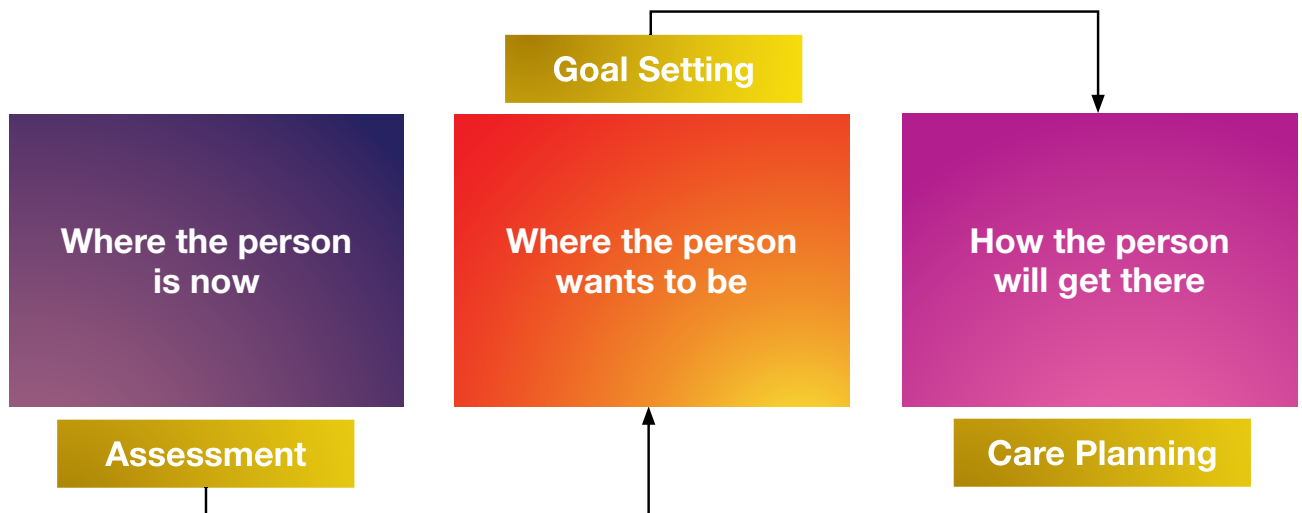 Goal Setting
Where the person
is now
Where the person
wants to be
How the person
will get there
Assessment
Care Planning